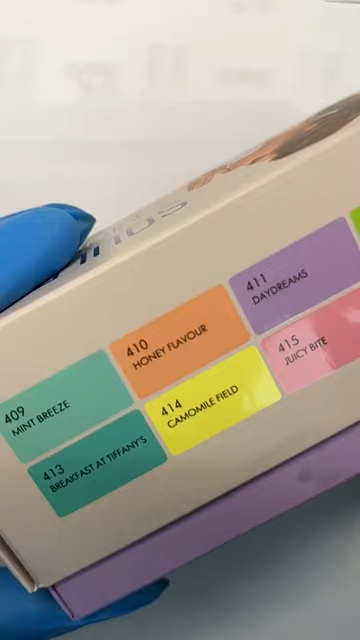 409
MINT BREEZE
410
HONEY FLAVOUR
411
DAYDREAMS
413
BREAKFAST AT TIFFANY'S
414
CAMOMILE FIELD
415
JUICY BITE